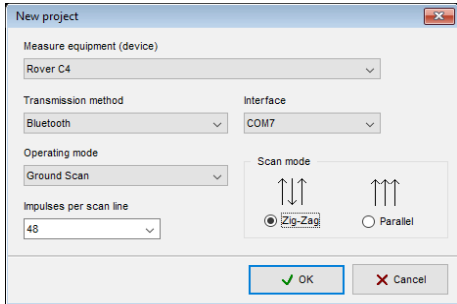 New project
Measure equipment (device)
Rover C4
Transmission method
Interface
Bluetooth
COM7
Operating mode
Ground Scan
Scan mode
Impulses per scan line
48
Zig-Zag
Parallel
OK
Cancel